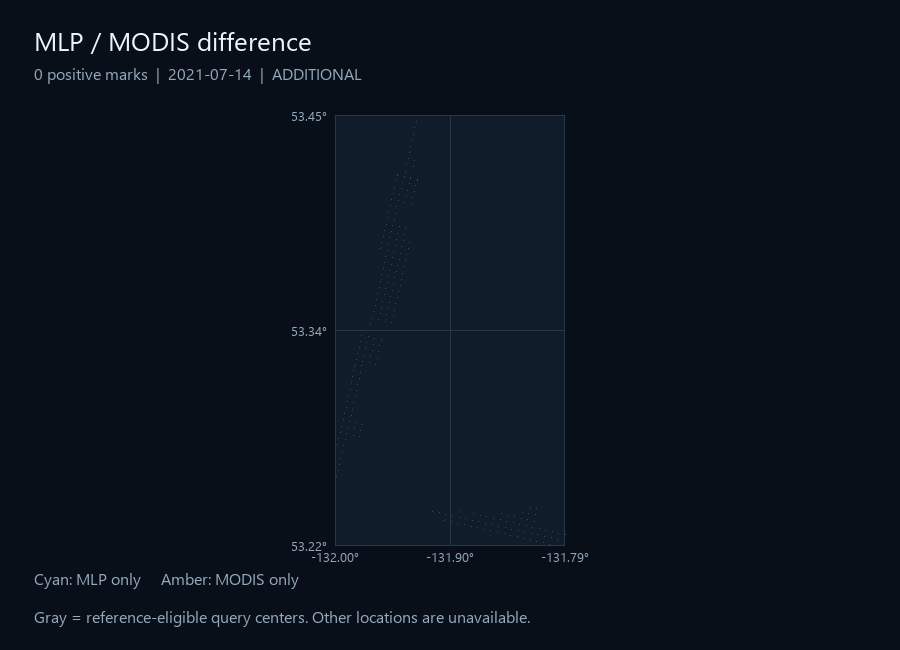 MLP / MODIS difference
0 positive marks | 2021-07-14 | ADDITIONAL
53.45°
53.34°
53.22°
-132.00° -131.90° -131.79°
Cyan: MLP only Amber: MODIS only
Gray = reference-eligible query centers. Other locations are unavailable.